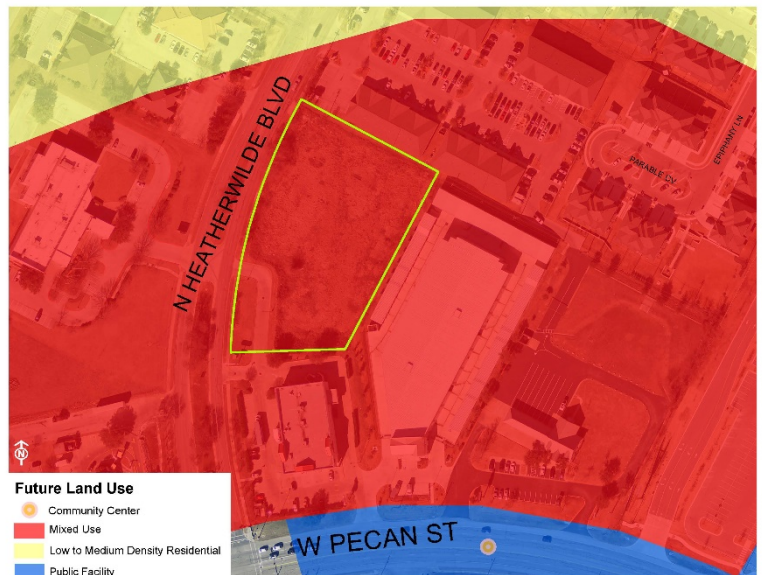 N HEATHERWILDE BLVD
EPIPHANY LN
PARABLE CV
N
Future Land Use
Community Center
Mixed Use
Low to Medium Density Residential
Public Facility
W PECAN ST